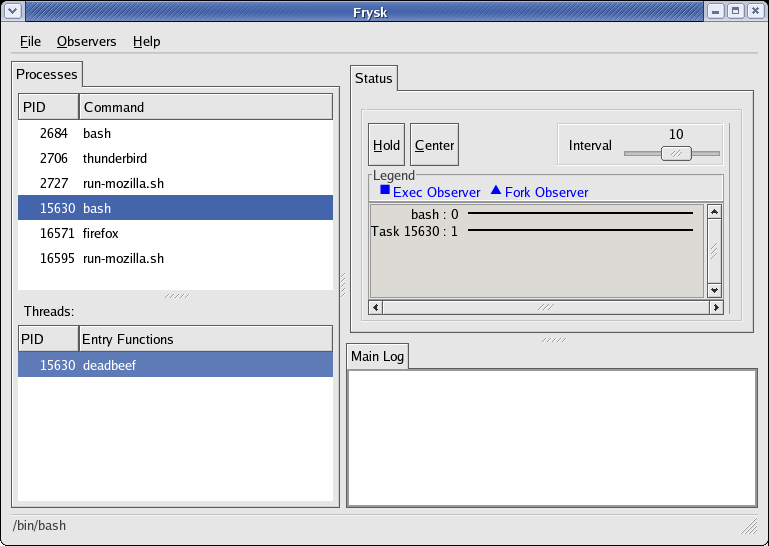 Frysk
File Observers Help
Processes
PID Command
2684 bash
2706 thunderbird
2727 run-mozilla.sh
15630 bash
16571 firefox
16595 run-mozilla.sh
Threads:
PID Entry Functions
15630 deadbeef
Status
Hold Center Interval 10
Legend
Exec Observer Fork Observer
bash : 0
Task 15630 : 1
Main Log
/bin/bash